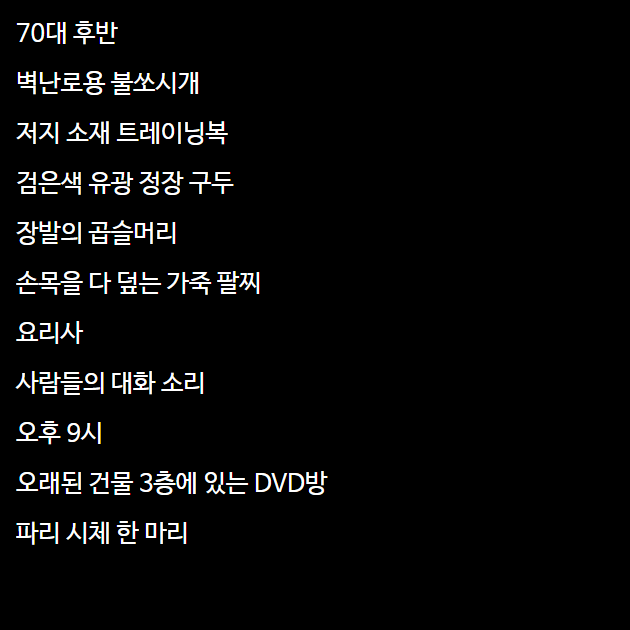 70대 후반
벽난로용 불쏘시개
저지 소재 트레이닝복
검은색 유광 정장 구두
장발의 곱슬머리
손목을 다 덮는 가죽 팔찌
요리사
사람들의 대화 소리
오후 9시
오래된 건물 3층에 있는 DVD방
파리 시체 한 마리